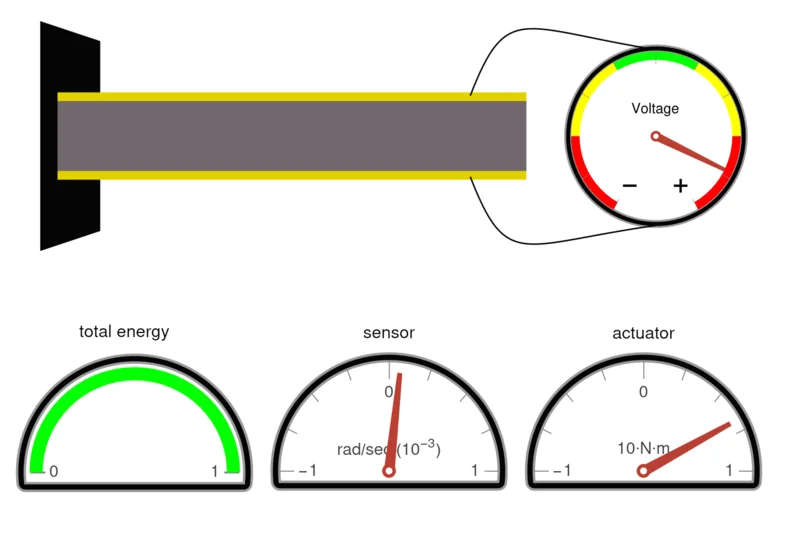 Voltage
− +
total energy
sensor
actuator
0
0
rad/sec (10⁻³)
10·N·m
0 1
−1 1
−1 1